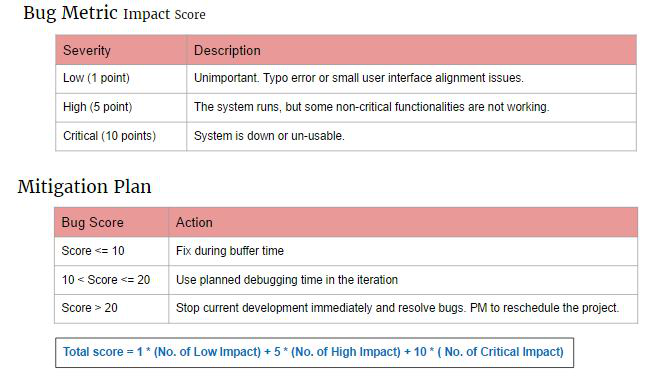 Bug Metric Impact Score
Severity Description
Low (1 point) Unimportant. Typo error or small user interface alignment issues.
High (5 point) The system runs, but some non-critical functionalities are not working.
Critical (10 points) System is down or un-usable.
Mitigation Plan
Bug Score Action
Score <= 10 Fix during buffer time
10 < Score <= 20 Use planned debugging time in the iteration
Score > 20 Stop current development immediately and resolve bugs. PM to reschedule the project.
Total score = 1 * (No. of Low Impact) + 5 * (No. of High Impact) + 10 * ( No. of Critical Impact)